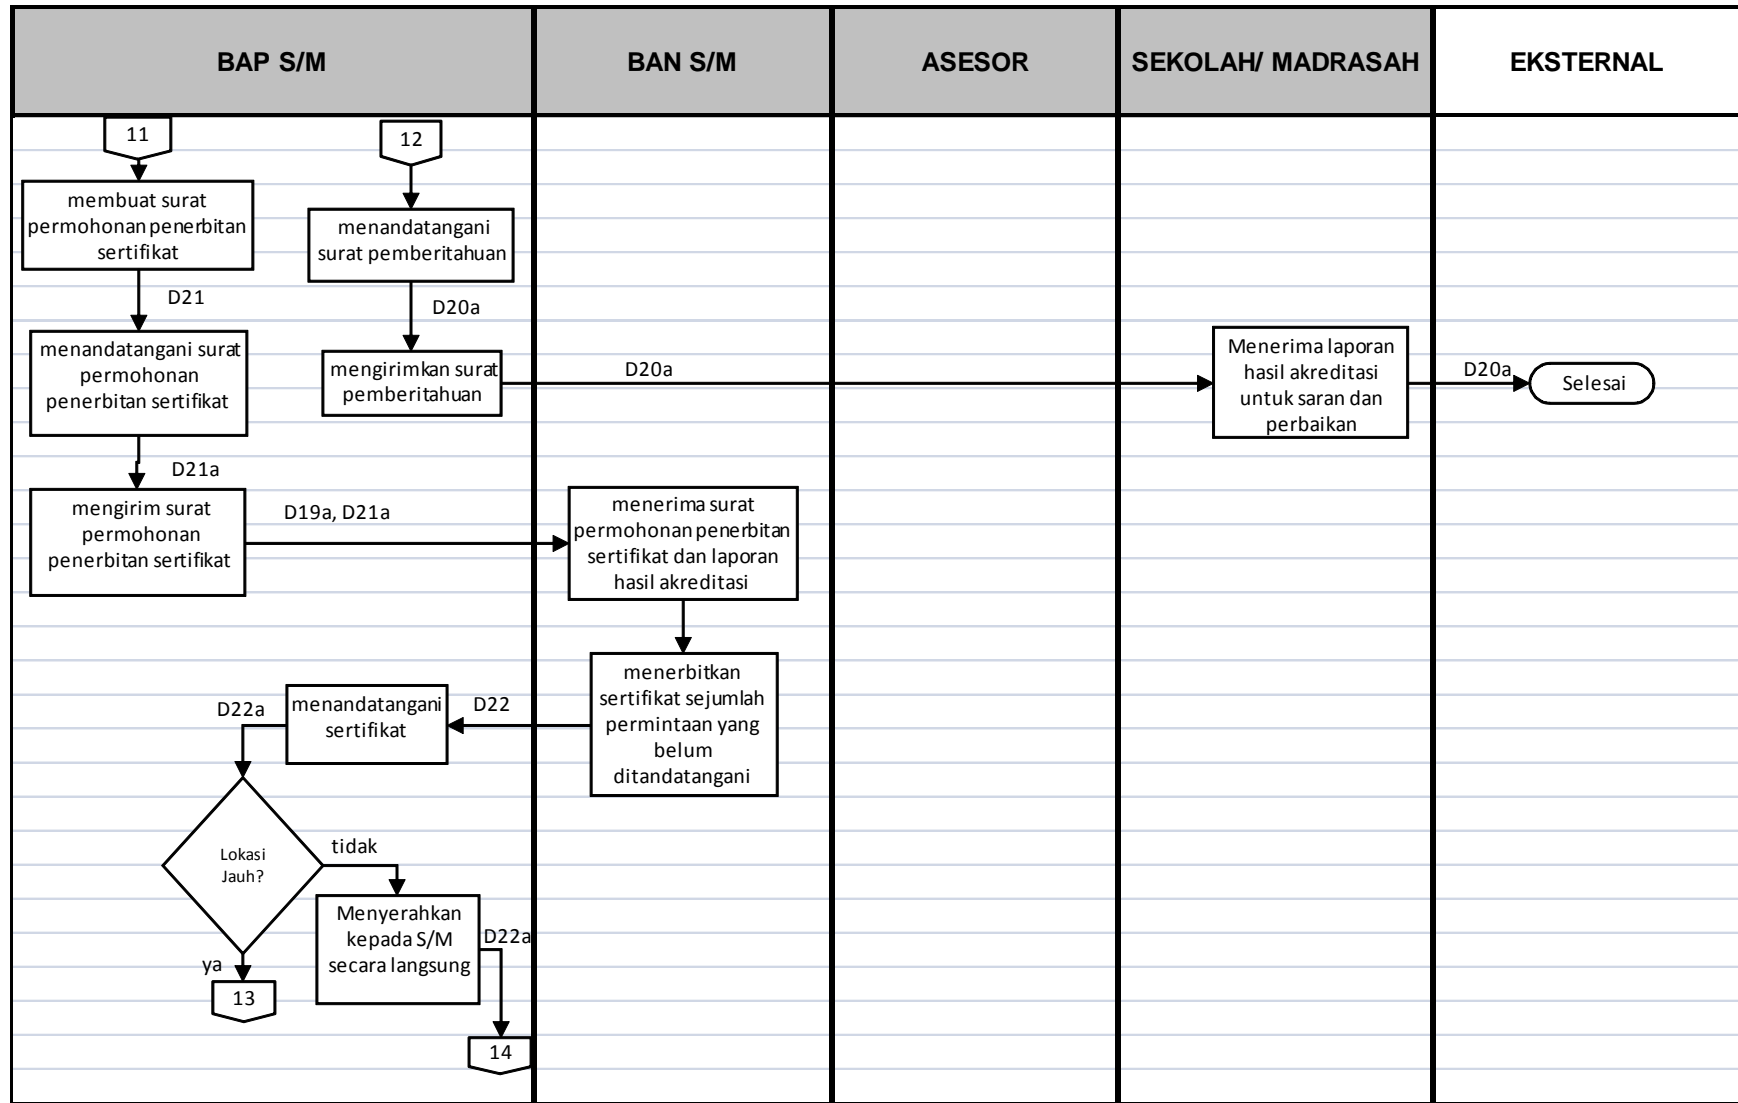 BAP S/M
BAN S/M
ASESOR
SEKOLAH/ MADRASAH
EKSTERNAL
11
12
membuat surat
permohonan penerbitan
sertifikat
menandatangani
surat pemberitahuan
D21
D20a
menandatangani surat
permohonan
penerbitan sertifikat
mengirimkan surat
pemberitahuan
D20a
Menerima laporan
hasil akreditasi
untuk saran dan
perbaikan
D20a
Selesai
D21a
mengirim surat
permohonan
penerbitan sertifikat
D19a, D21a
menerima surat
permohonan penerbitan
sertifikat dan laporan
hasil akreditasi
menerbitkan
sertifikat sejumlah
permintaan yang
belum
ditandatangani
D22
menandatangani
sertifikat
D22a
Lokasi
Jauh?
tidak
Menyerahkan
kepada S/M
secara langsung
D22a
ya
13
14